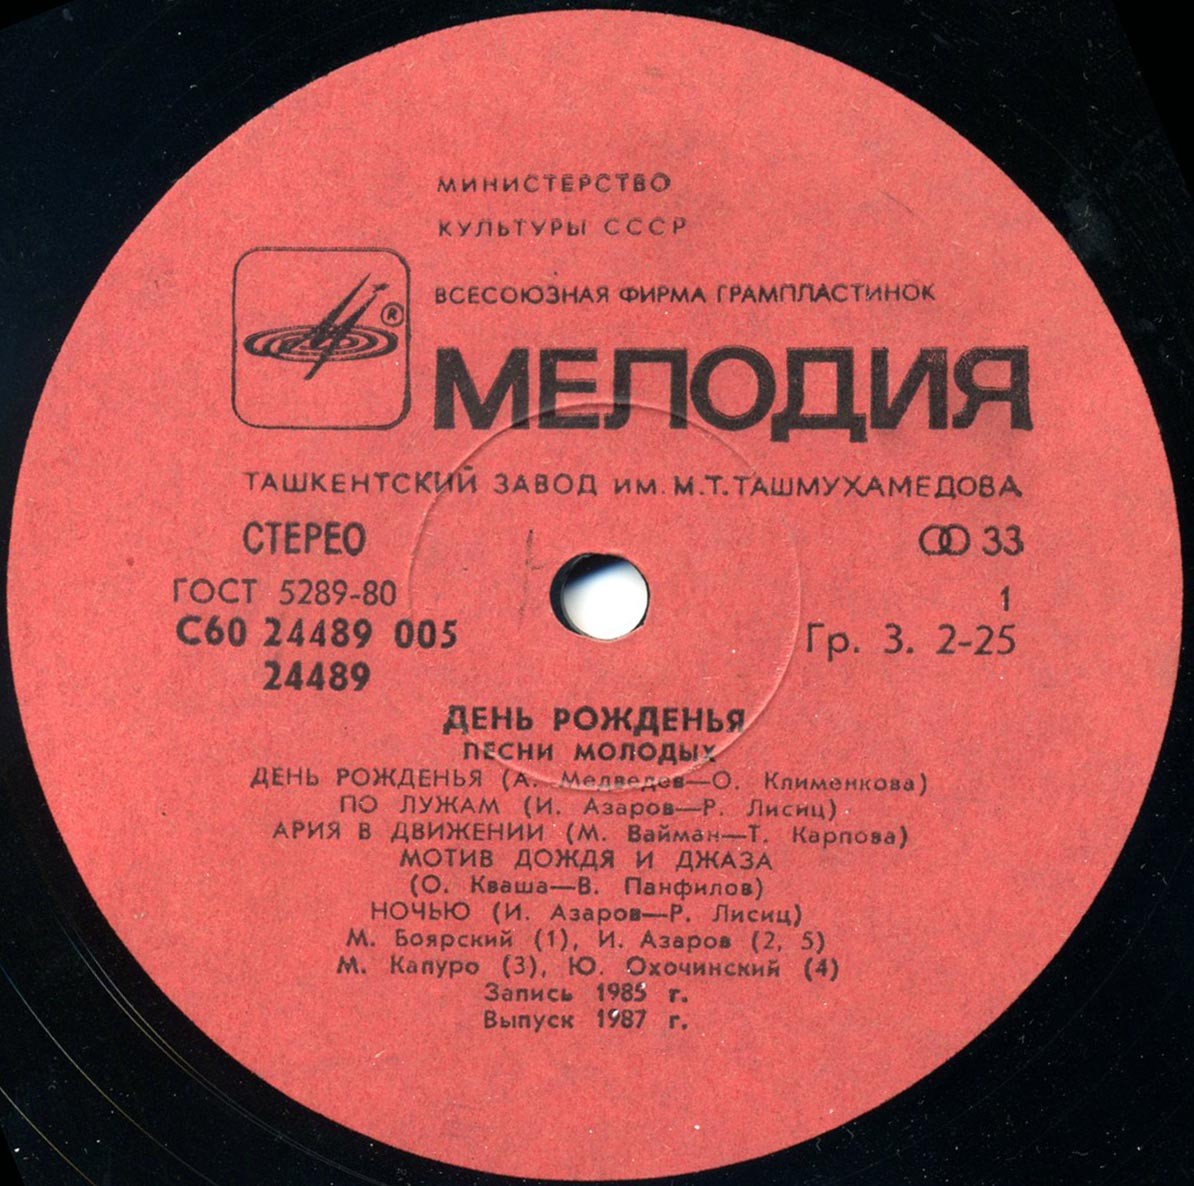 МИНИСТЕРСТВО
КУЛЬТУРЫ СССР
ВСЕСОЮЗНАЯ ФИРМА ГРАМПЛАСТИНОК
®
МЕЛОДИЯ
ТАШКЕНТСКИЙ ЗАВОД ИМ. М.Т.ТАШМУХАМЕДОВА
СТЕРЕО 33
ГОСТ 5289-80 1
С60 24489 005 Гр. 3. 2-25
24489
ДЕНЬ РОЖДЕНЬЯ
ПЕСНИ МОЛОДЫХ
ДЕНЬ РОЖДЕНЬЯ (А. Медведев—О. Клименкова)
ПО ЛУЖАМ (И. Азаров—Р. Лисиц)
АРИЯ В ДВИЖЕНИИ (М. Вайман—Т. Карпова)
МОТИВ ДОЖДЯ И ДЖАЗА
(О. Кваша—В. Панфилов)
НОЧЬЮ (И. Азаров—Р. Лисиц)
М. Боярский (1), И. Азаров (2, 5)
М. Капуро (3), Ю. Охочинский (4)
Запись 1985 г.
Выпуск 1987 г.